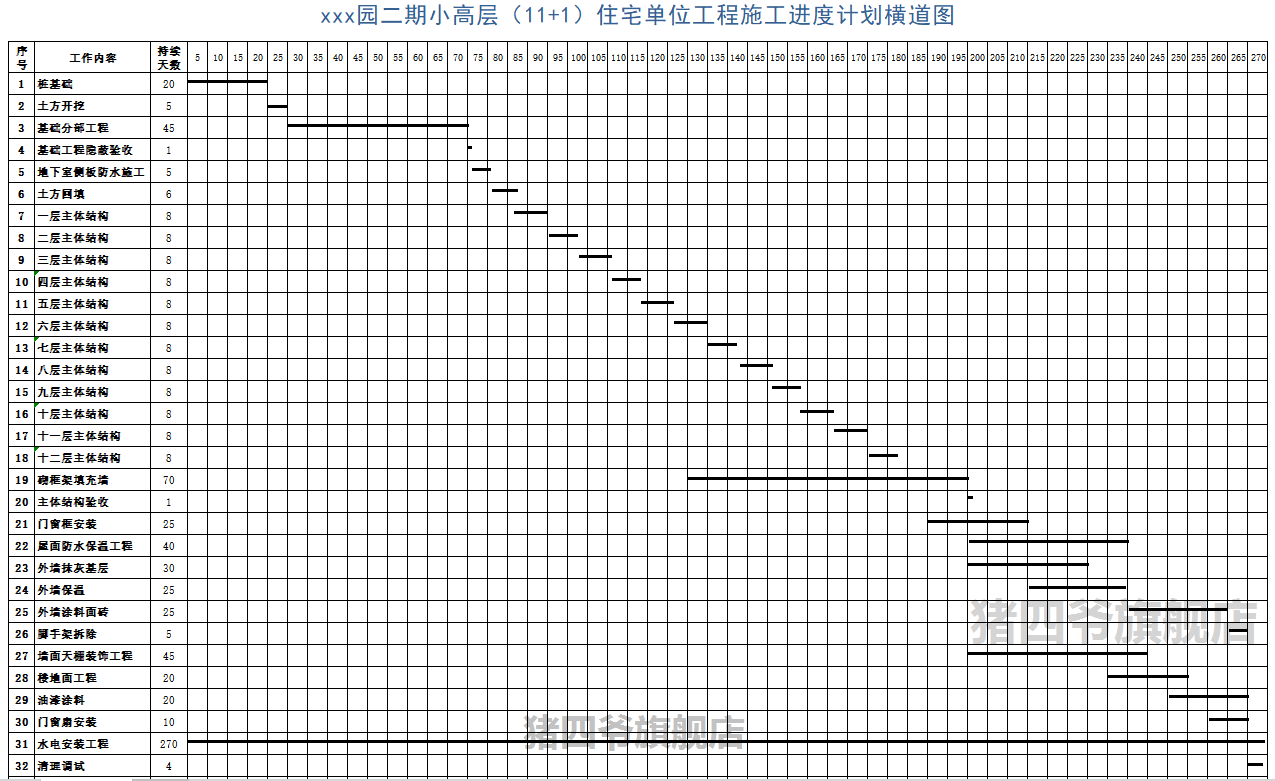 xxx园二期小高层（11+1）住宅单位工程施工进度计划横道图
序号 工作内容 持续天数 5 10 15 20 25 30 35 40 45 50 55 60 65 70 75 80 85 90 95 100 105 110 115 120 125 130 135 140 145 150 155 160 165 170 175 180 185 190 195 200 205 210 215 220 225 230 235 240 245 250 255 260 265 270
1 桩基础 20
2 土方开挖 5
3 基础分部工程 45
4 基础工程隐蔽验收 1
5 地下室侧板防水施工 5
6 土方回填 6
7 一层主体结构 8
8 二层主体结构 8
9 三层主体结构 8
10 四层主体结构 8
11 五层主体结构 8
12 六层主体结构 8
13 七层主体结构 8
14 八层主体结构 8
15 九层主体结构 8
16 十层主体结构 8
17 十一层主体结构 8
18 十二层主体结构 8
19 砌框架填充墙 70
20 主体结构验收 1
21 门窗框安装 25
22 屋面防水保温工程 40
23 外墙抹灰基层 30
24 外墙保温 25
25 外墙涂料面砖 25
猪四爷旗舰店
26 脚手架拆除 5
27 墙面天棚装饰工程 45
28 楼地面工程 20
29 油漆涂料 20
30 门窗扇安装 10
猪四爷旗舰店
31 水电安装工程 270
32 清理调试 4